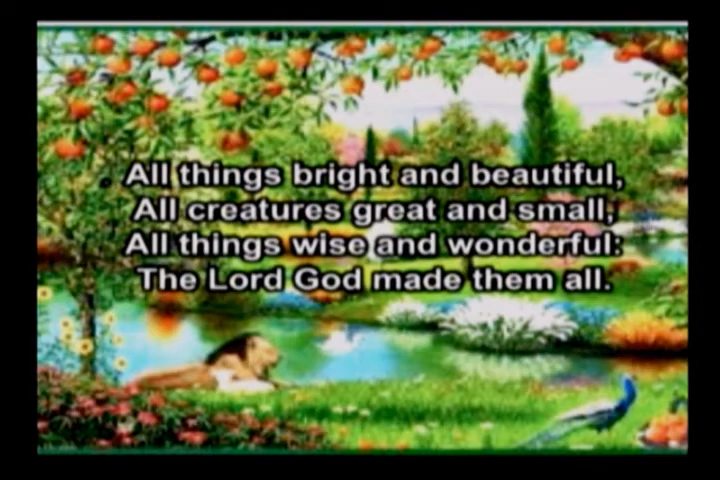 All things bright and beautiful,
All creatures great and small,
All things wise and wonderful:
The Lord God made them all.